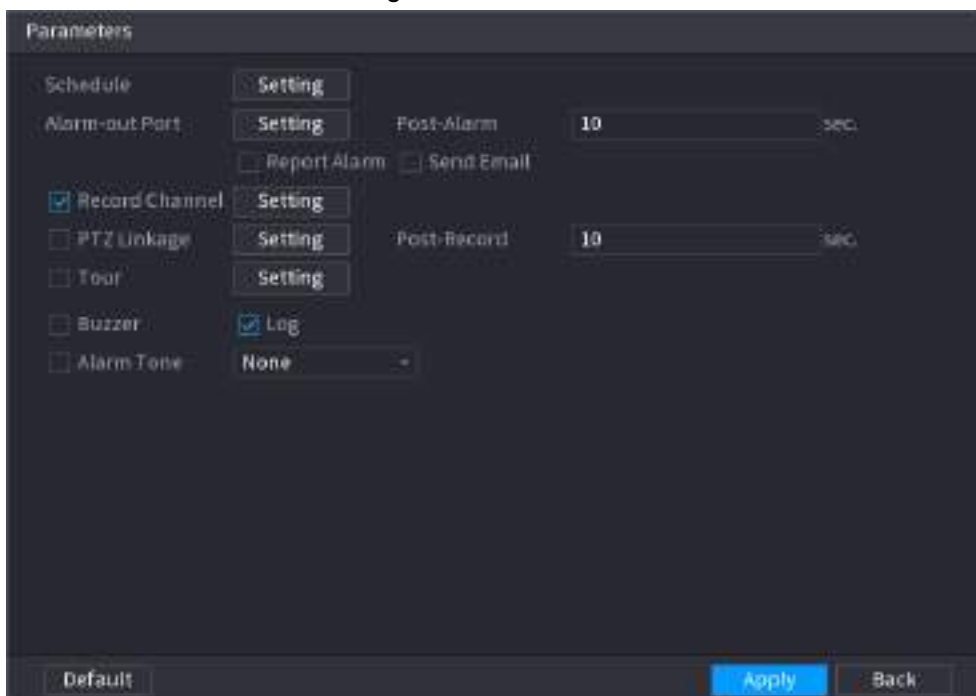 Parameters
Schedule Setting
Alarm-out Port Setting Post-Alarm 10 sec.
Report Alarm Send Email
Record Channel Setting
PTZ Linkage Setting Post-Record 10 sec.
Tour Setting
Buzzer Log
Alarm Tone None
Default Apply Back